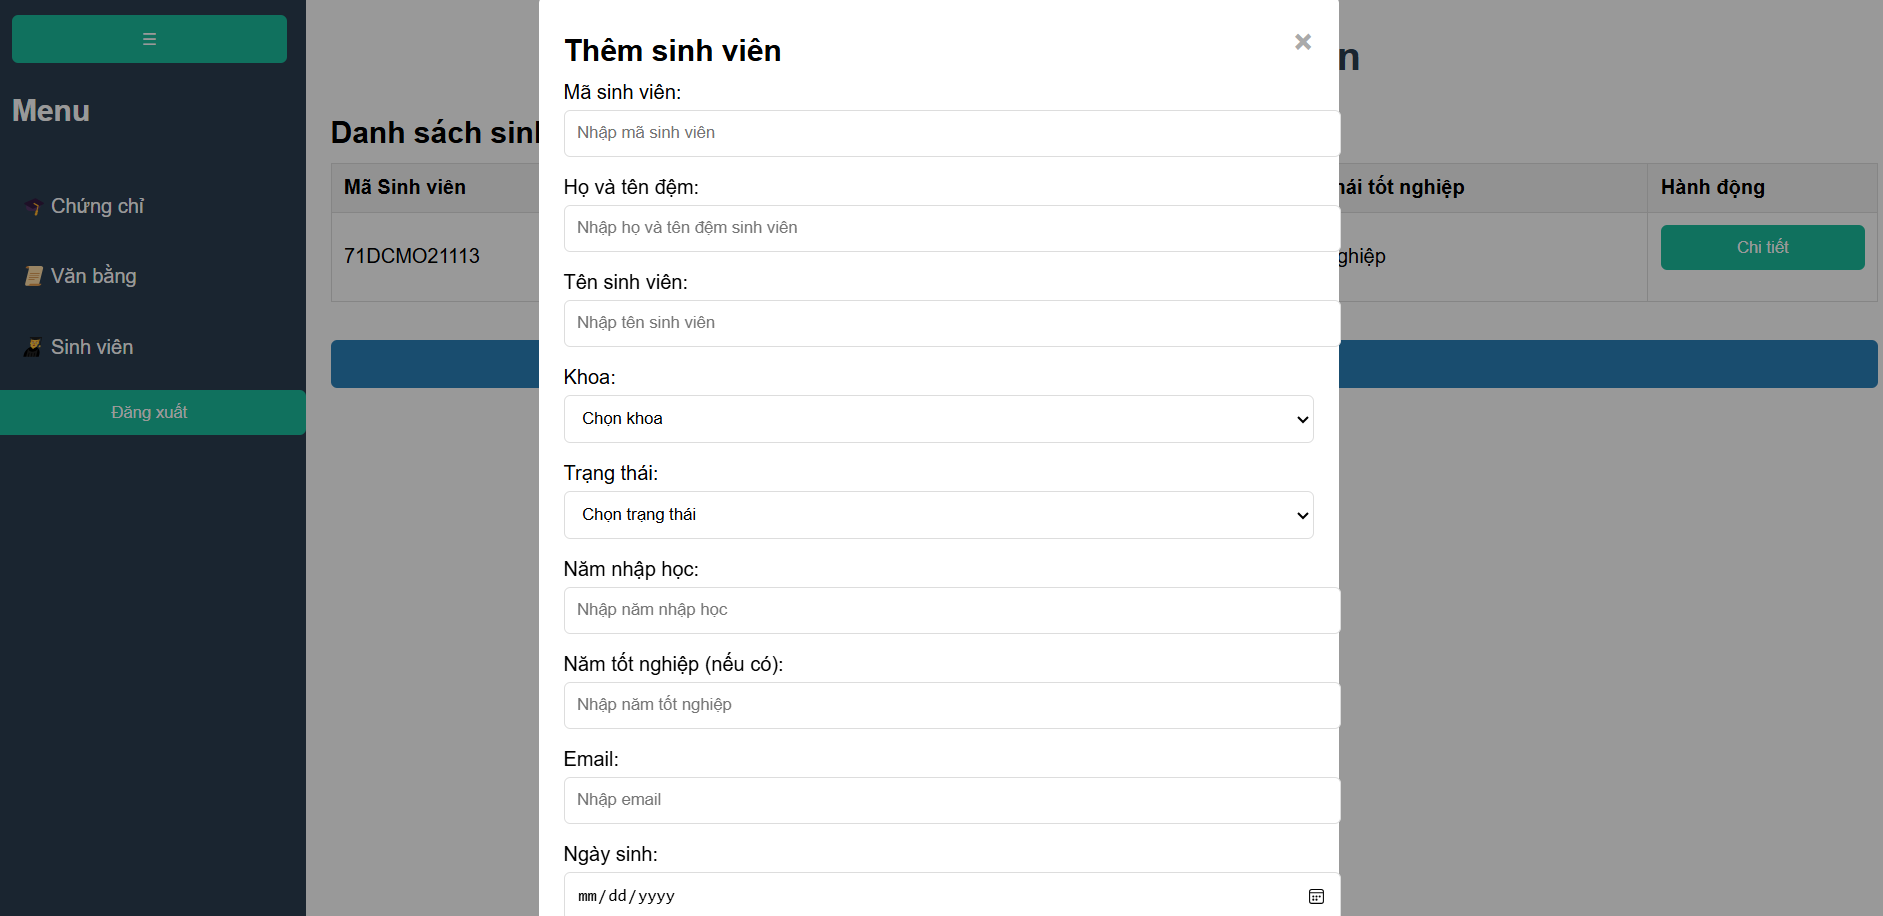 ☰
Menu
Chứng chỉ
Văn bằng
Sinh viên
Đăng xuất
Danh sách sinh
Mã Sinh viên
Hành động
71DCMO21113
Chi tiết
Thêm sinh viên
×
Mã sinh viên:
Nhập mã sinh viên
Họ và tên đệm:
Nhập họ và tên đệm sinh viên
Tên sinh viên:
Nhập tên sinh viên
Khoa:
Chọn khoa
Trạng thái:
Chọn trạng thái
Năm nhập học:
Nhập năm nhập học
Năm tốt nghiệp (nếu có):
Nhập năm tốt nghiệp
Email:
Nhập email
Ngày sinh:
mm/dd/yyyy
n
hái tốt nghiệp
ghiệp